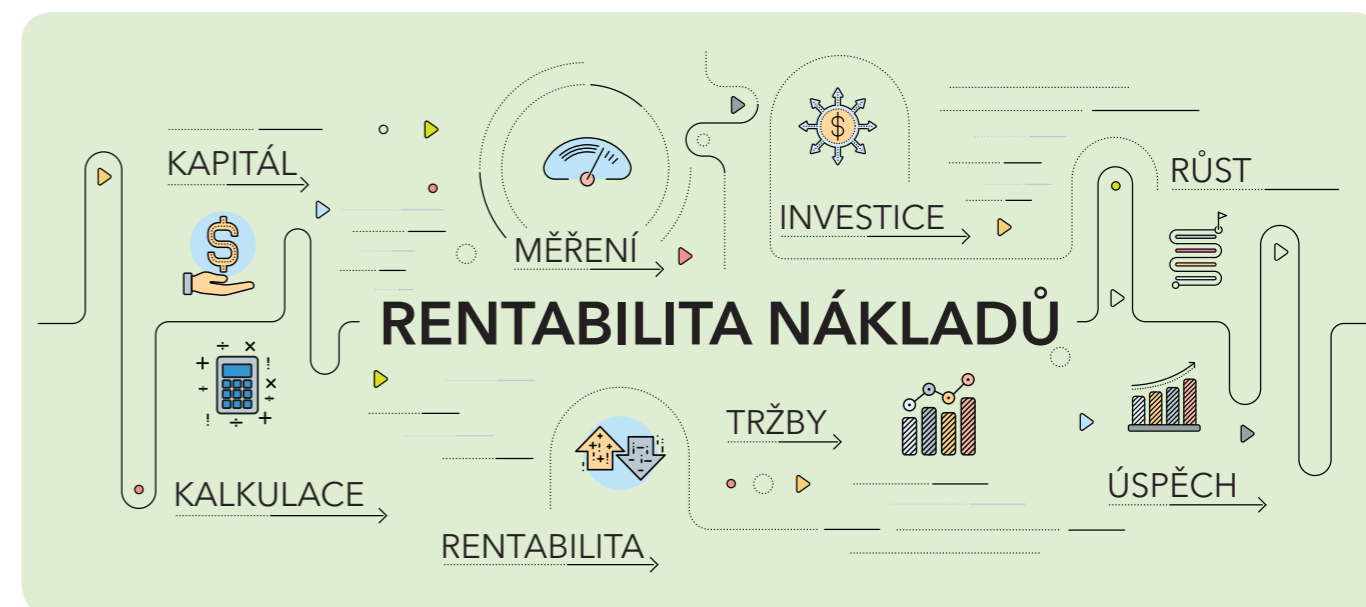 KAPITÁL
MĚŘENÍ
INVESTICE
RŮST
RENTABILITA NÁKLADŮ
KALKULACE
RENTABILITA
TRŽBY
ÚSPĚCH